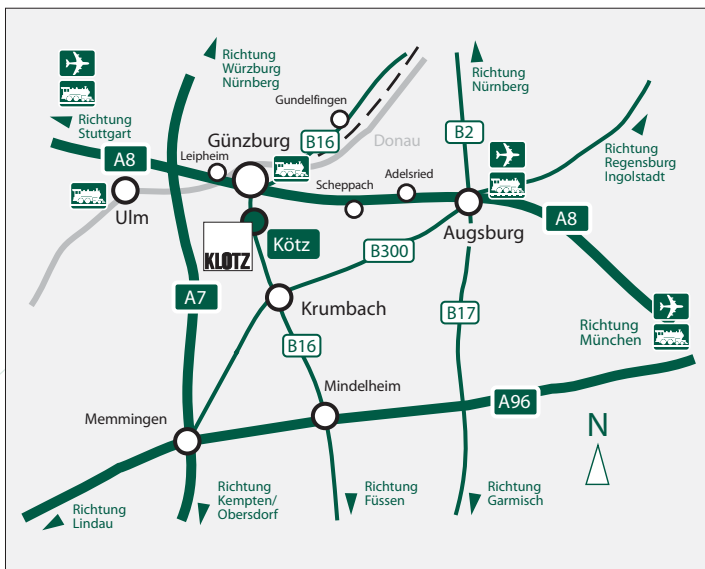 Richtung
Würzburg
Nürnberg
Richtung
Nürnberg
Gundelfingen
Richtung
Stuttgart
Günzburg
B16
Donau
B2
Richtung
Regensburg
Ingolstadt
A8
Leipheim
Adelsried
Scheppach
Ulm
A8
KLOTZ
Kötz
Augsburg
B300
A7
Krumbach
B17
Richtung
München
B16
Mindelheim
A96
Memmingen
N
Richtung
Lindau
Richtung
Kempten/
Obersdorf
Richtung
Füssen
Richtung
Garmisch